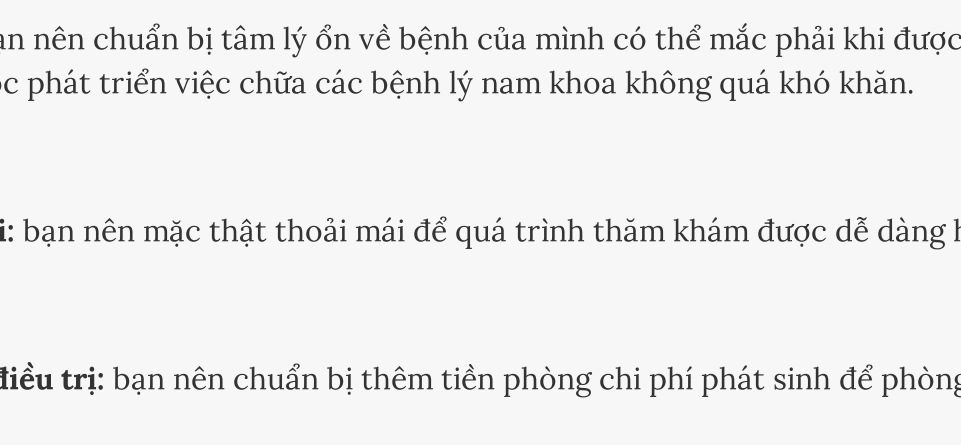 nên chuẩn bị tâm lý ổn về bệnh của mình có thể mắc phải khi được
phát triển việc chữa các bệnh lý nam khoa không quá khó khăn.
bạn nên mặc thật thoải mái để quá trình thăm khám được dễ dàng
điều trị: bạn nên chuẩn bị thêm tiền phòng chi phí phát sinh để phòng